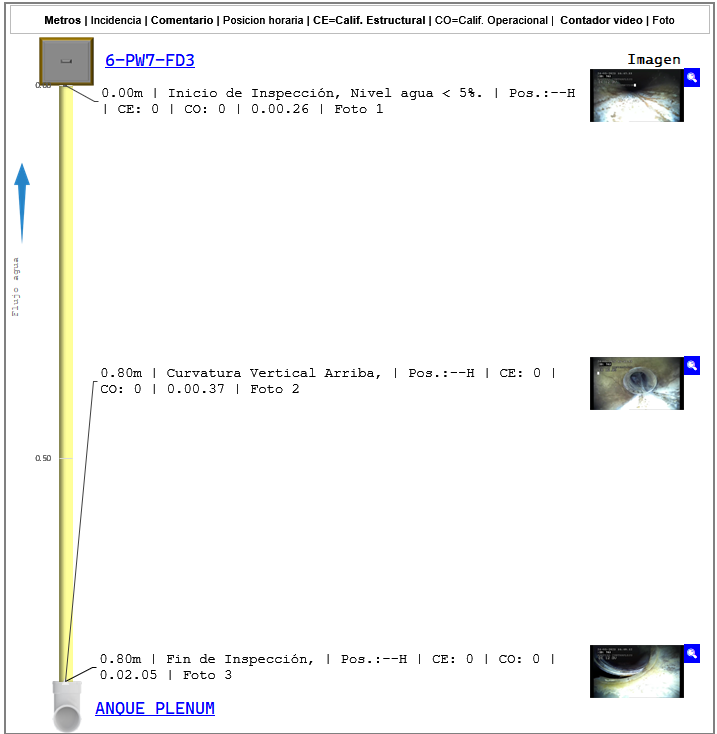 Metros | Incidencia | Comentario | Posicion horaria | CE=Calif. Estructural | CO=Calif. Operacional | Contador video | Foto
6-PW7-FD3
Imagen
0.00
0.00m | Inicio de Inspección, Nivel agua < 5%. | Pos.:--H
| CE: 0 | CO: 0 | 0.00.26 | Foto 1
Flujo agua
0.80m | Curvatura Vertical Arriba, | Pos.:--H | CE: 0 |
CO: 0 | 0.00.37 | Foto 2
0.50
0.80m | Fin de Inspección, | Pos.:--H | CE: 0 | CO: 0 |
0.02.05 | Foto 3
ANQUE PLENUM